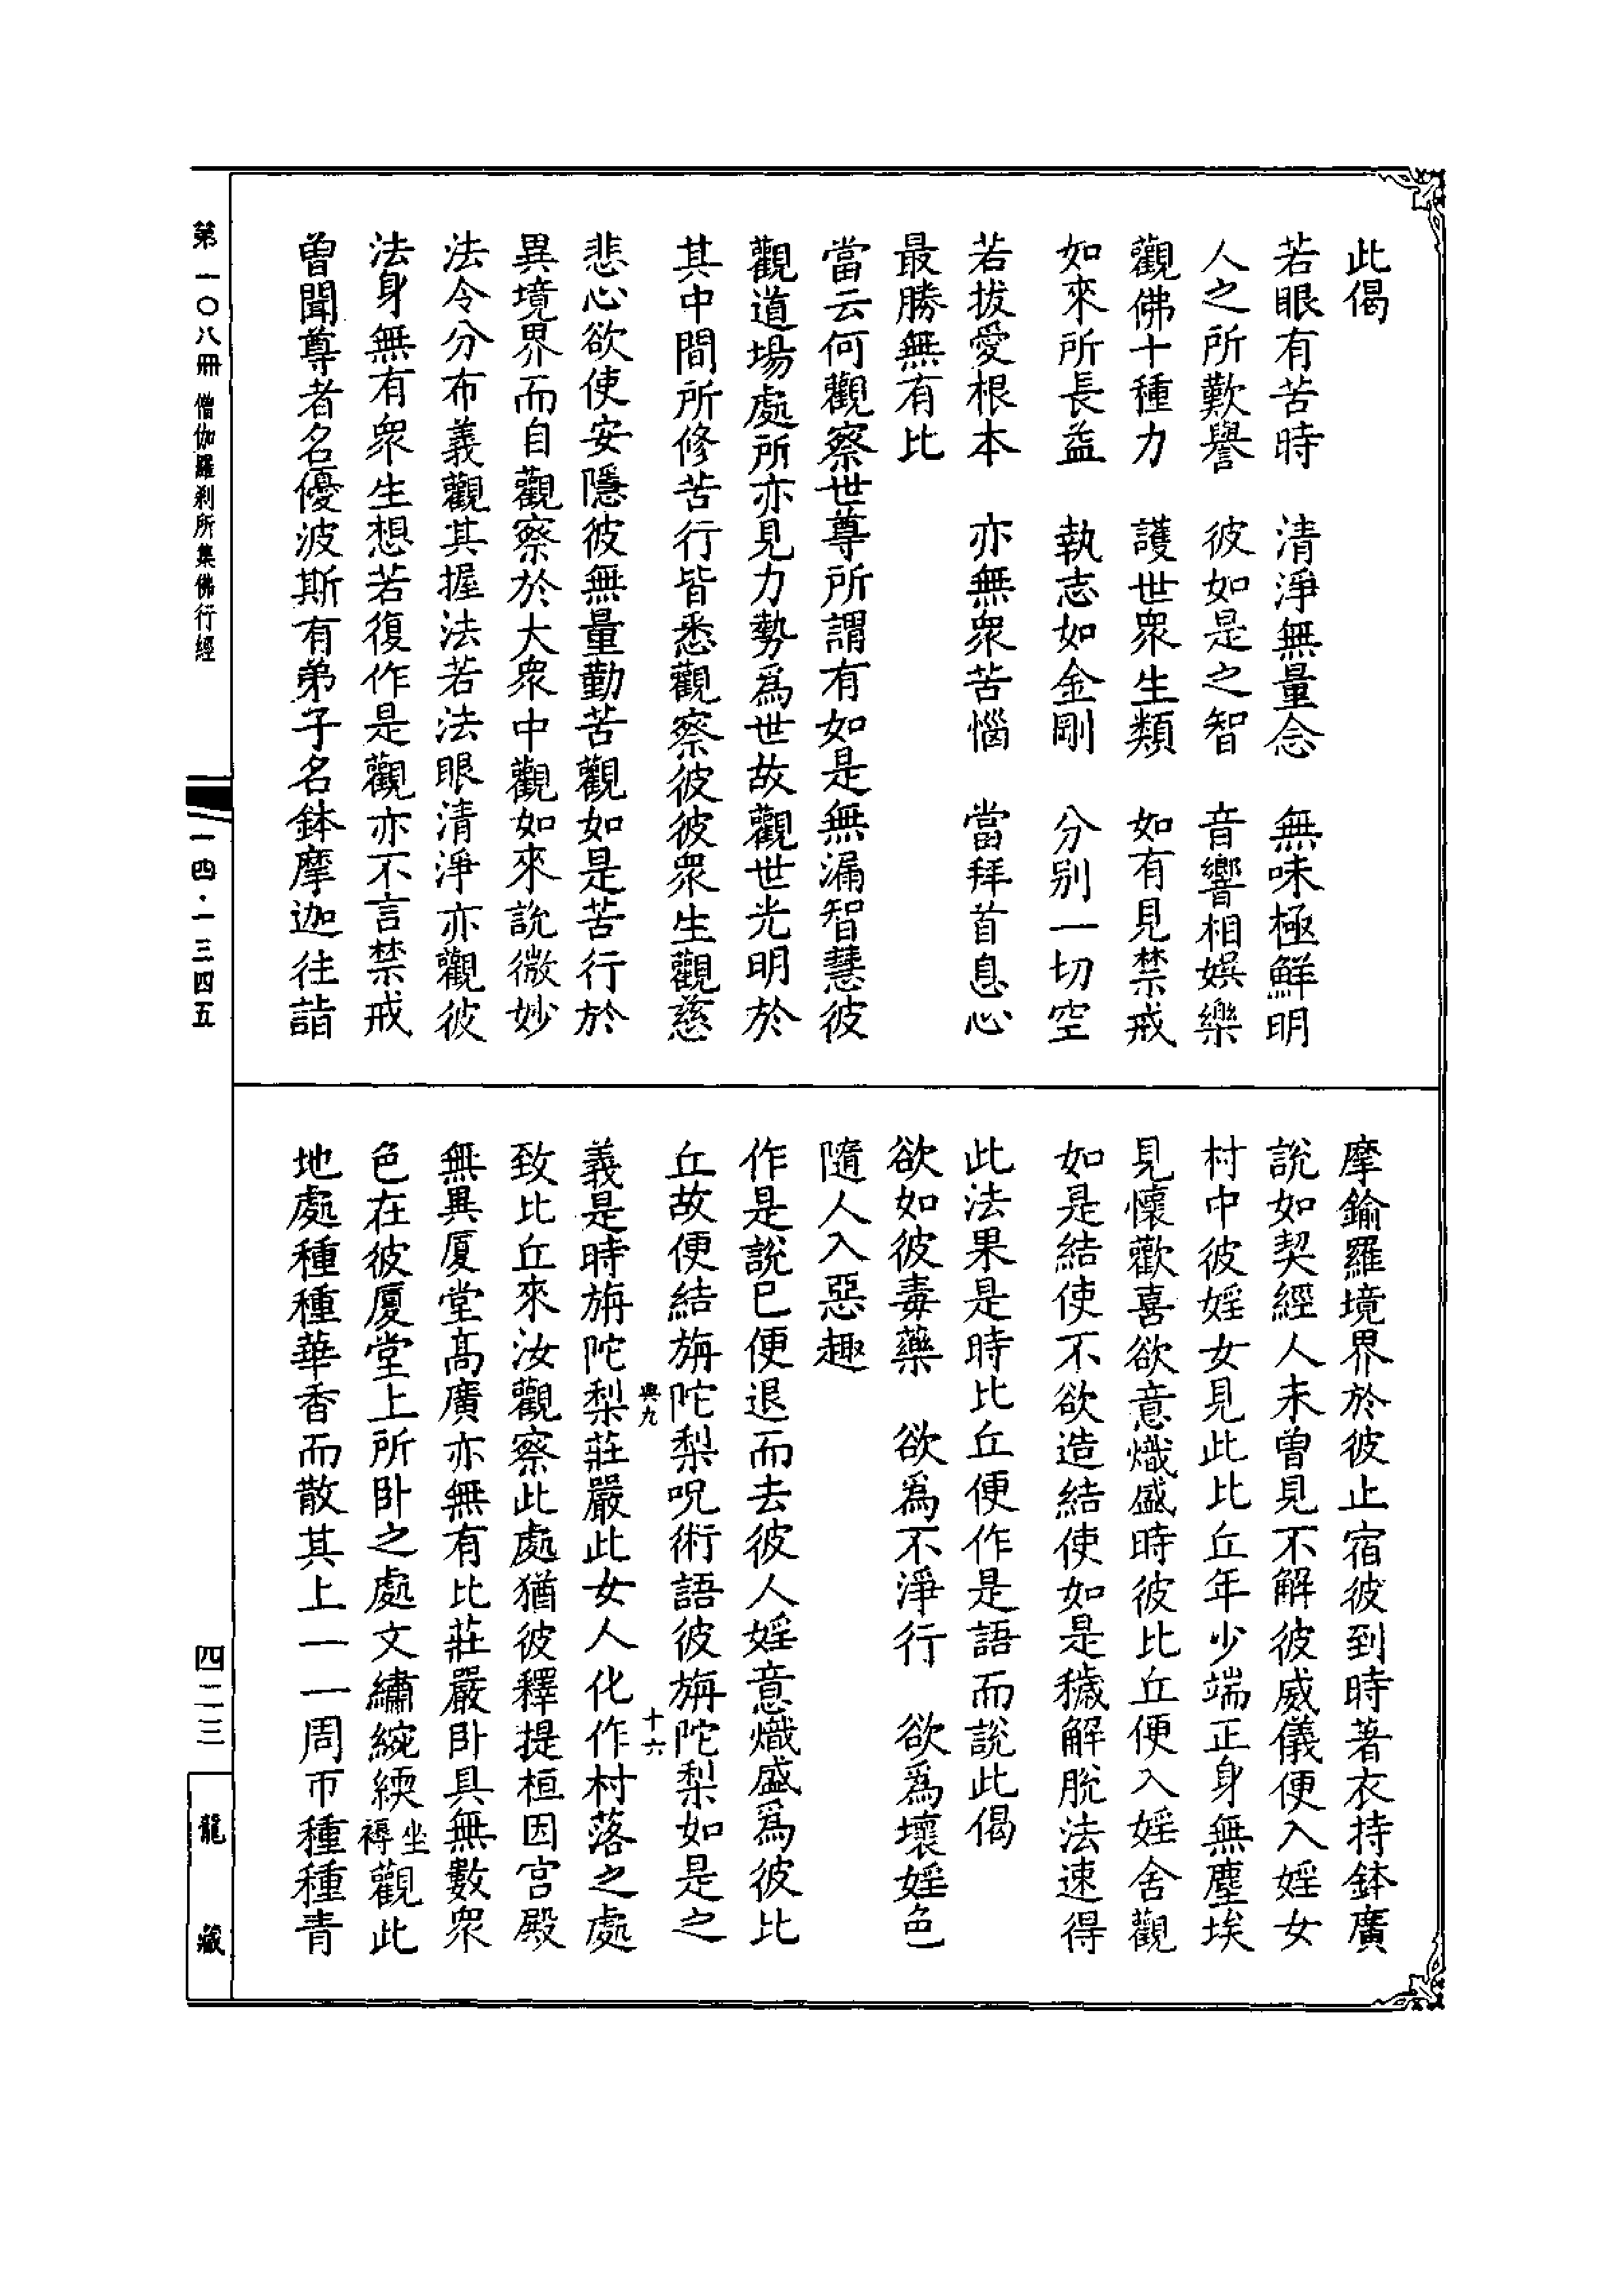 此偈
若眼有苦時　清淨無量念　無味極鮮明
人之所歎譽　彼如是之智　音響相娛樂
觀佛十種力　護世眾生類　如有見禁戒
如來所長益　執志如金剛　分別一切空
若拔愛根本　亦無眾苦惱　當拜首息心
最勝無有比
當云何觀察世尊所謂有如是無漏智慧彼
觀道場處所亦見力勢為世故觀世光明於
其中間所修苦行皆悉觀察彼彼眾生觀慈
悲心欲使安隱彼無量勤苦觀如是苦行於
異境界而自觀察於大眾中觀如來說微妙
法令分布義觀其握法若法眼清淨亦觀彼
法身無有眾生想若復作是觀亦不言禁戒
曾聞尊者名優波斯有弟子名鉢摩迦往詣
摩鍮羅境界於彼止宿彼到時著衣持鉢廣
說如契經人未曾見不解彼威儀便入婬女
村中彼婬女見此比丘年少端正身無塵埃
見懷歡喜欲意熾盛時彼比丘便入婬舍觀
如是結使不欲造結使如是穢解脫法速得
此法果是時比丘便作是語而說此偈
欲如彼毒藥　欲為不淨行　欲為壞婬色
隨人入惡趣
作是說已便退而去彼人婬意熾盛為彼比
丘故便結旃陀梨呪術語彼旃陀梨如是之
典九
十六
義是時旃陀梨莊嚴此女人化作村落之處
致比丘來汝觀察此處猶彼釋提桓因宮殿
無異厦堂高廣亦無有比莊嚴臥具無數眾
色在彼厦堂上所臥之處文繡綩綖坐褥觀此
地處種種華香而散其上一一周帀種種青
第一〇八冊　僧伽羅剎所集佛行經
一四·一三四五
四二三
龍藏